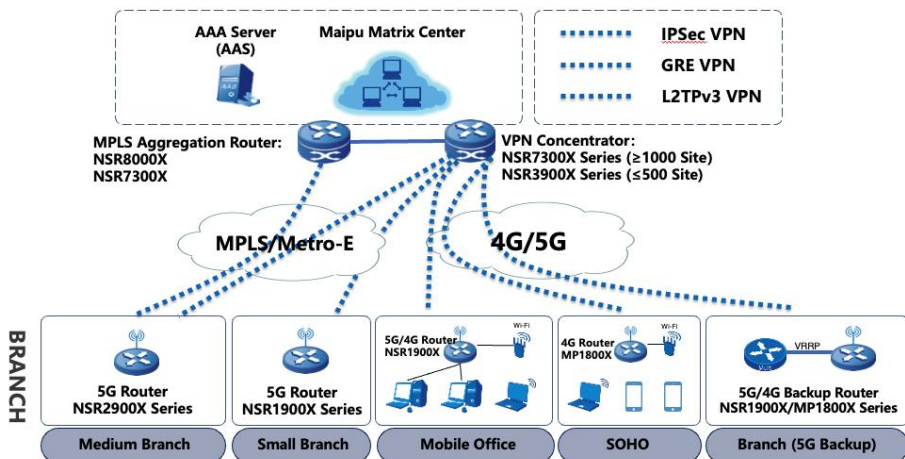 AAA Server
(AAS)
AAS
Maipu Matrix Center
IPSec VPN
GRE VPN
L2TPv3 VPN
MPLS Aggregation Router:
NSR8000X
NSR7300X
VPN Concentrator:
NSR7300X Series (≥1000 Site)
NSR3900X Series (≤500 Site)
MPLS/Metro-E
4G/5G
BRANCH
5G Router
NSR2900X Series
Medium Branch
5G Router
NSR1900X Series
Small Branch
5G/4G Router
NSR1900X
Wi-Fi
Mobile Office
4G Router
MP1800X
Wi-Fi
SOHO
VRRP
5G/4G Backup Router
NSR1900X/MP1800X Series
Branch (5G Backup)